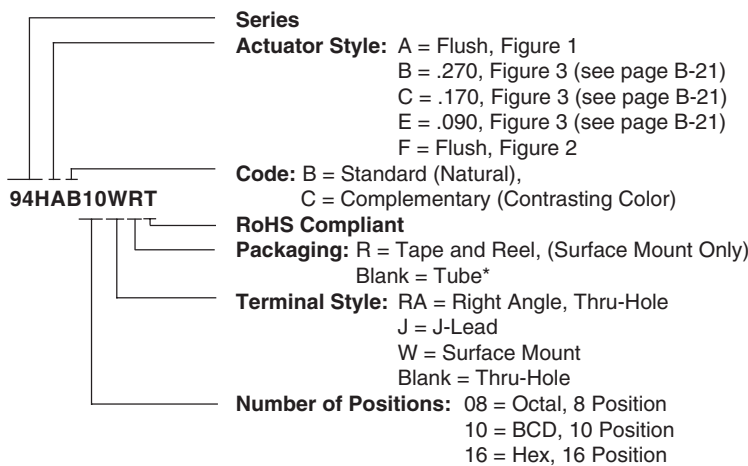 Series
Actuator Style: A = Flush, Figure 1
B = .270, Figure 3 (see page B-21)
C = .170, Figure 3 (see page B-21)
E = .090, Figure 3 (see page B-21)
F = Flush, Figure 2
Code: B = Standard (Natural),
C = Complementary (Contrasting Color)
94HAB10WRT
RoHS Compliant
Packaging: R = Tape and Reel, (Surface Mount Only)
Blank = Tube*
Terminal Style: RA = Right Angle, Thru-Hole
J = J-Lead
W = Surface Mount
Blank = Thru-Hole
Number of Positions: 08 = Octal, 8 Position
10 = BCD, 10 Position
16 = Hex, 16 Position